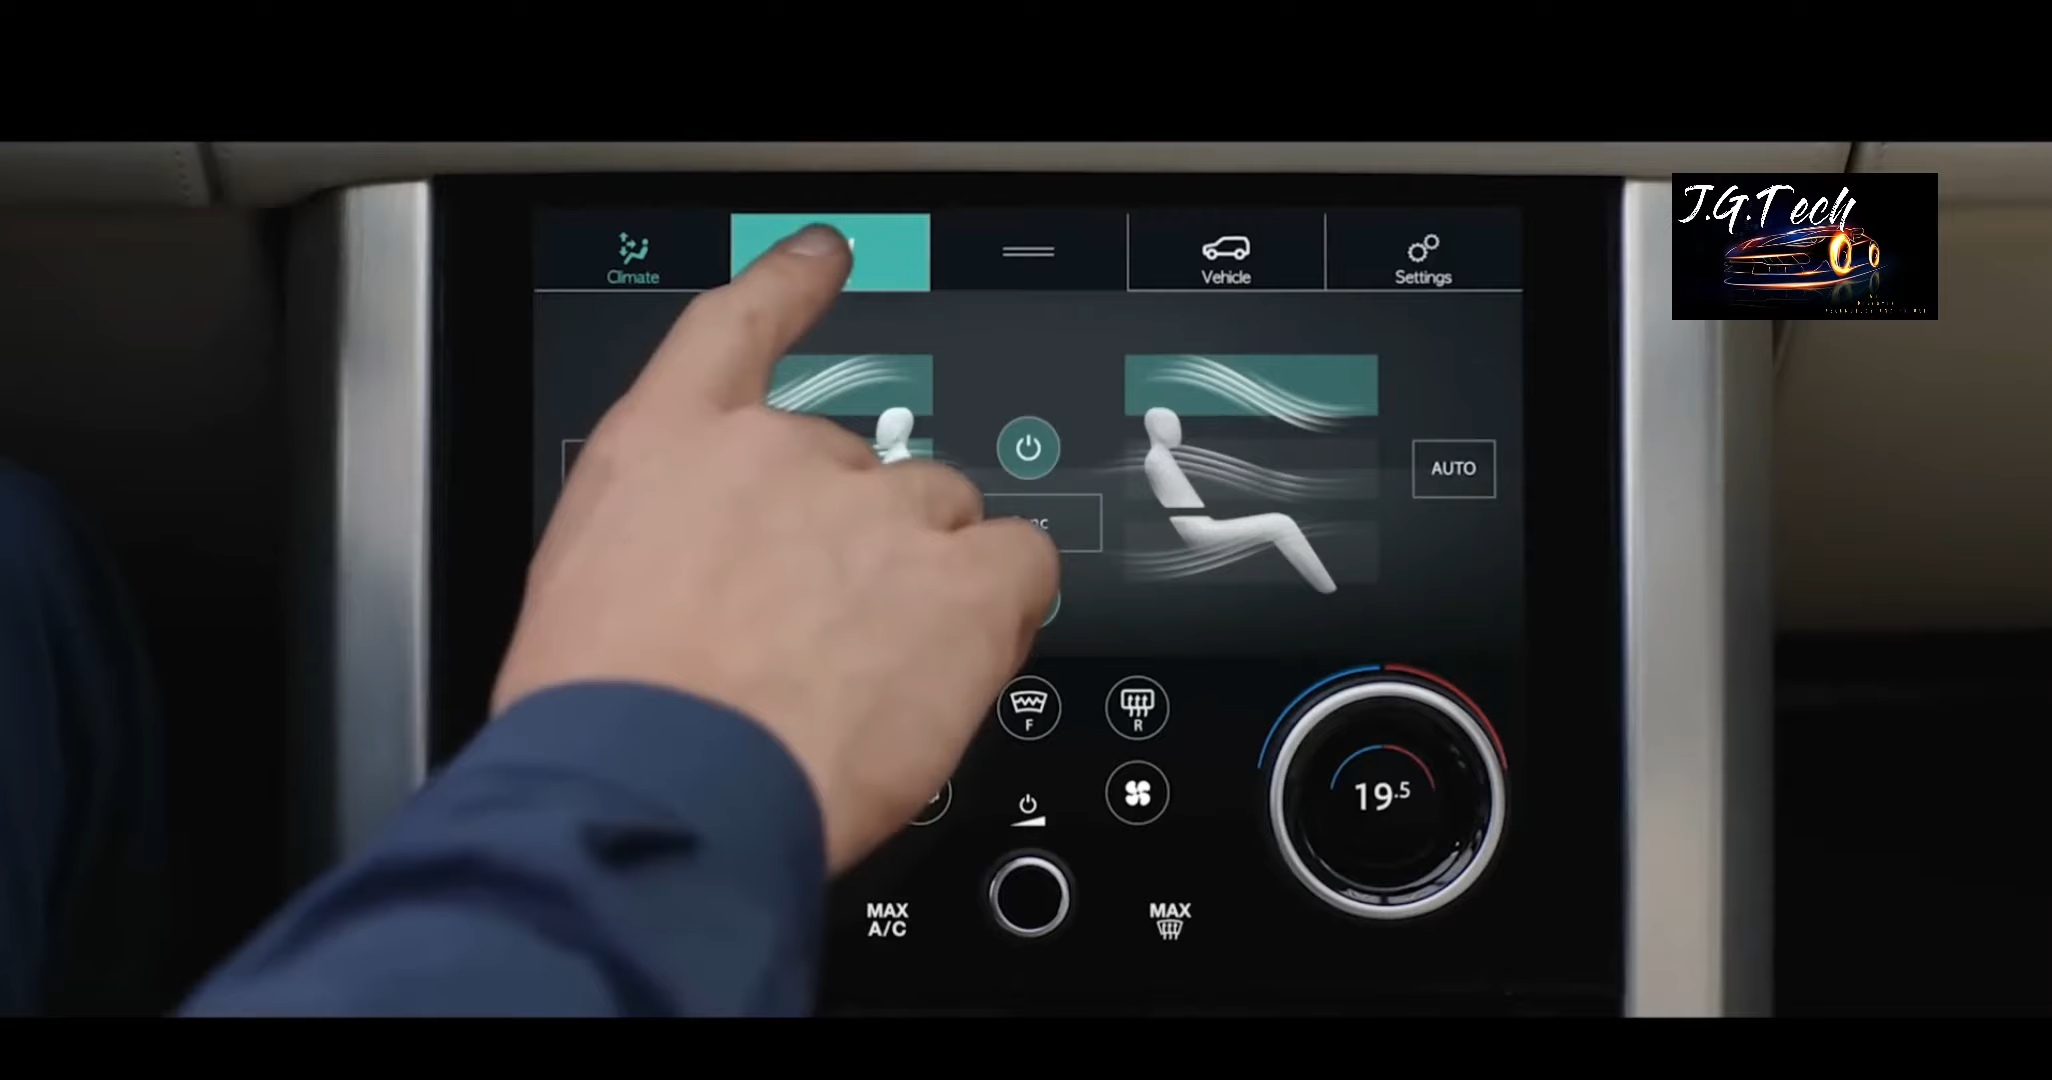 J.G.Tech
Climate
Vehicle
Settings
AUTO
F
R
19.5
MAX
A/C
MAX